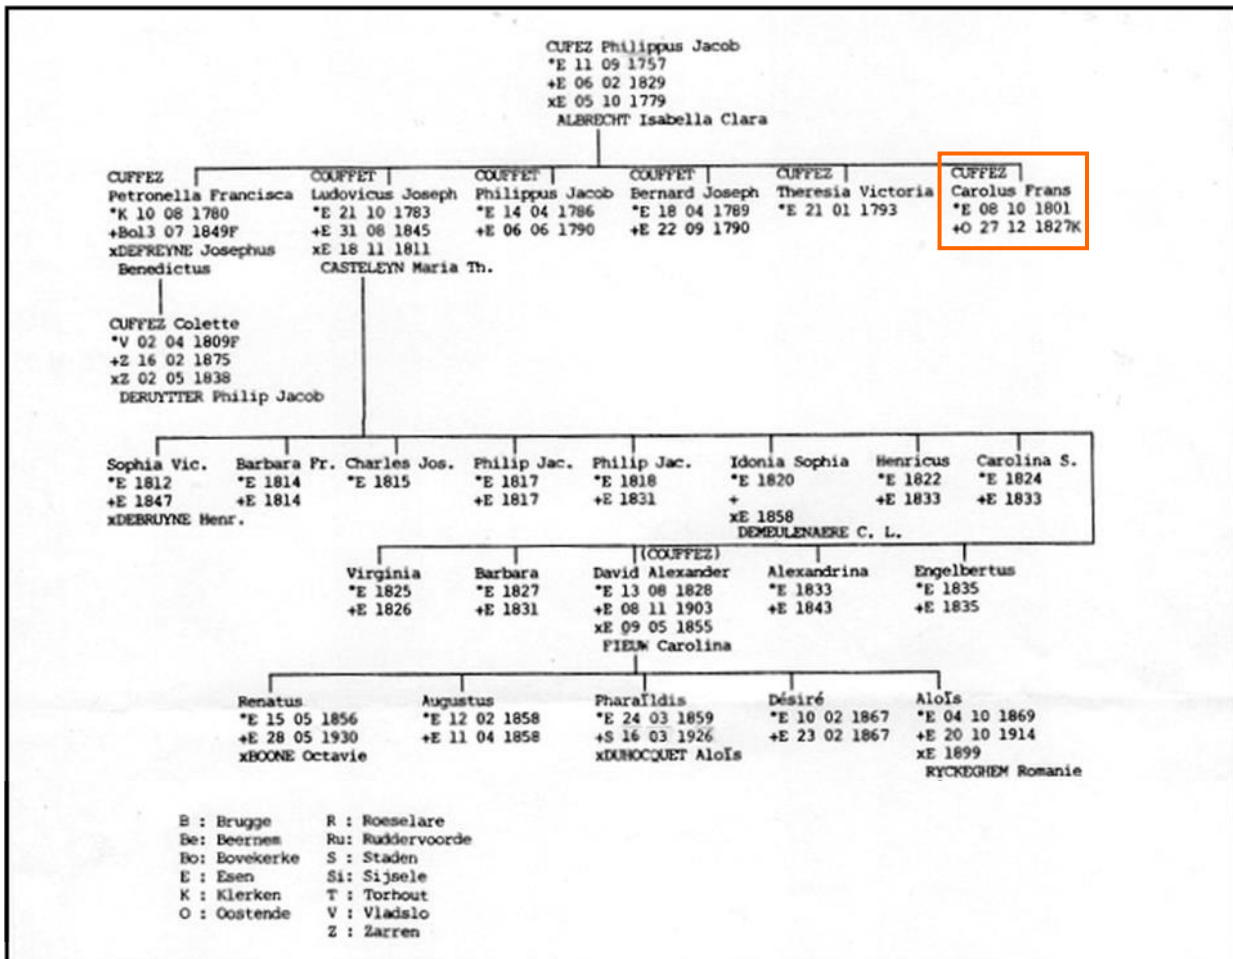 CUFEZ Philippus Jacob
*E 11 09 1757
+E 06 02 1829
xE 05 10 1779
ALBRECHT Isabella Clara
CUFFEZ
Petronella Francisca
*K 10 08 1780
+Bo13 07 1849F
xDEFREYNE Josephus
Benedictus
COUFFET
Ludovicus Joseph
*E 21 10 1783
+E 31 08 1845
xE 18 11 1811
CASTELEYN Maria Th.
COUFFET
Philippus Jacob
*E 14 04 1786
+E 06 06 1790
COUFFET
Bernard Joseph
*E 18 04 1789
+E 22 09 1790
CUFFEZ
Theresia Victoria
*E 21 01 1793
CUFFEZ
Carolus Frans
*E 08 10 1801
+O 27 12 1827K
CUFFEZ Colette
*V 02 04 1809F
+Z 16 02 1875
xZ 02 05 1838
DERUYTTER Philip Jacob
Sophia Vic.
*E 1812
+E 1847
xDEBRUYNE Henr.
Barbara Fr.
*E 1814
+E 1814
Charles Jos.
*E 1815
Philip Jac.
*E 1817
+E 1817
Philip Jac.
*E 1818
+E 1831
Idonia Sophia
*E 1820
+
xE 1858
DEMEULENAERE C. L.
Henricus
*E 1822
+E 1833
Carolina S.
*E 1824
+E 1833
Virginia
*E 1825
+E 1826
Barbara
*E 1827
+E 1831
(COUFFEZ)
David Alexander
*E 13 08 1828
+E 08 11 1903
xE 09 05 1855
FIEUW Carolina
Alexandrina
*E 1833
+E 1843
Engelbertus
*E 1835
+E 1835
Renatus
*E 15 05 1856
+E 28 05 1930
xBOONE Octavie
Augustus
*E 12 02 1858
+E 11 04 1858
Pharaïldis
*E 24 03 1859
+S 16 03 1926
xDUHOCQUET Aloïs
Désiré
*E 10 02 1867
+E 23 02 1867
Aloïs
*E 04 10 1869
+E 20 10 1914
xE 1899
RYCKEGHEM Romanie
B : Brugge
Be: Beernem
Bo: Bovekerke
E : Esen
K : Klerken
O : Oostende
R : Roeselare
Ru: Ruddervoorde
S : Staden
Si: Sijsele
T : Torhout
V : Vladslo
Z : Zarren